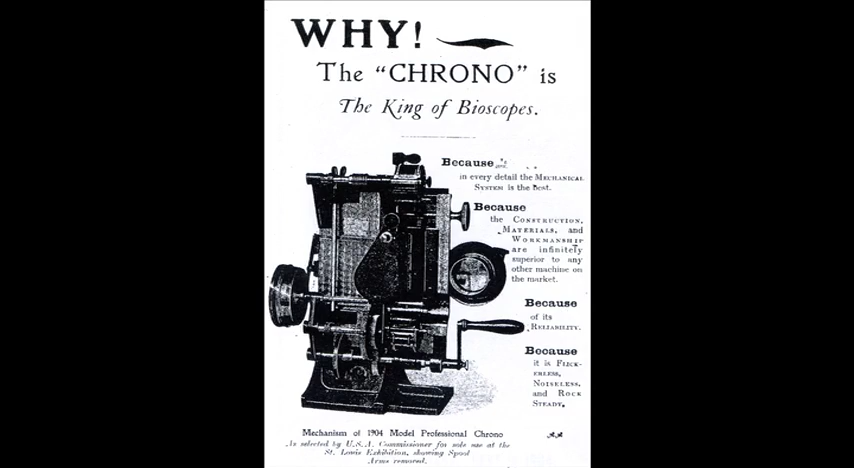 WHY!
The "CHRONO" is
The King of Bioscopes.
Because
in every detail the MECHANICAL
SYSTEM is the best.
Because
the CONSTRUCTION,
MATERIALS, and
WORKMANSHIP
are infinitely
superior to any
other machine on
the market.
Because
of its
RELIABILITY.
Because
it is FLICK-
ERLESS,
NOISELESS,
and ROCK
STEADY.
Mechanism of 1904 Model Professional Chrono
As selected by U.S.A. Commissioner for sole use at the
St. Louis Exhibition, showing Spool
Arms removed.